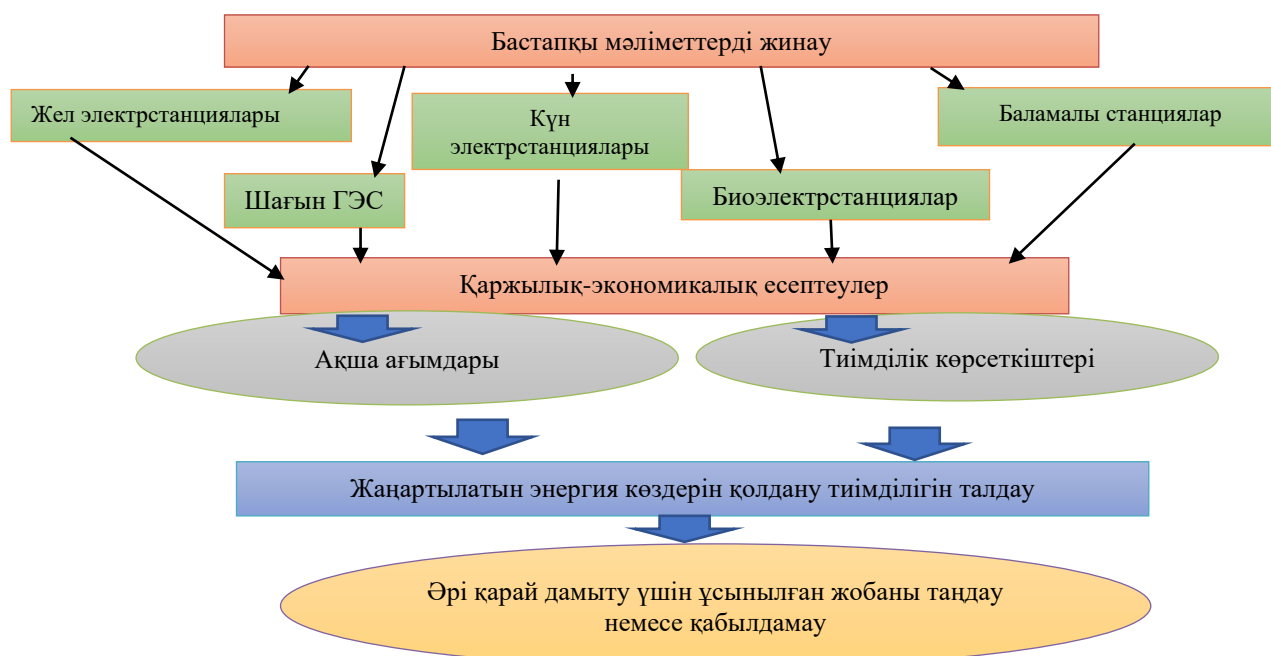 Бастапқы мәліметтерді жинау
Жел электрстанциялары
Күн
электрстанциялары
Баламалы станциялар
Шағын ГЭС
Биоэлектрстанциялар
Қаржылық-экономикалық есептеулер
Ақша ағымдары
Тиімділік көрсеткіштері
Жаңартылатын энергия көздерін қолдану тиімділігін талдау
Әрі қарай дамыту үшін ұсынылған жобаны таңдау
немесе қабылдамау